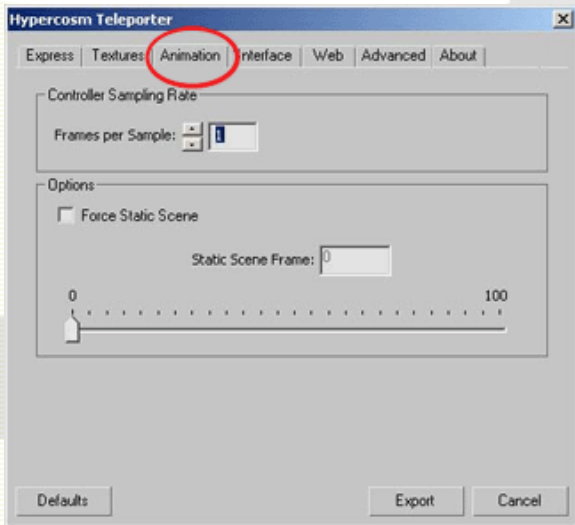 Hypercosm Teleporter
Express Textures Animation Interface Web Advanced About
Controller Sampling Rate
Frames per Sample: 1
Options
Force Static Scene
Static Scene Frame: 0
0 100
Defaults Export Cancel